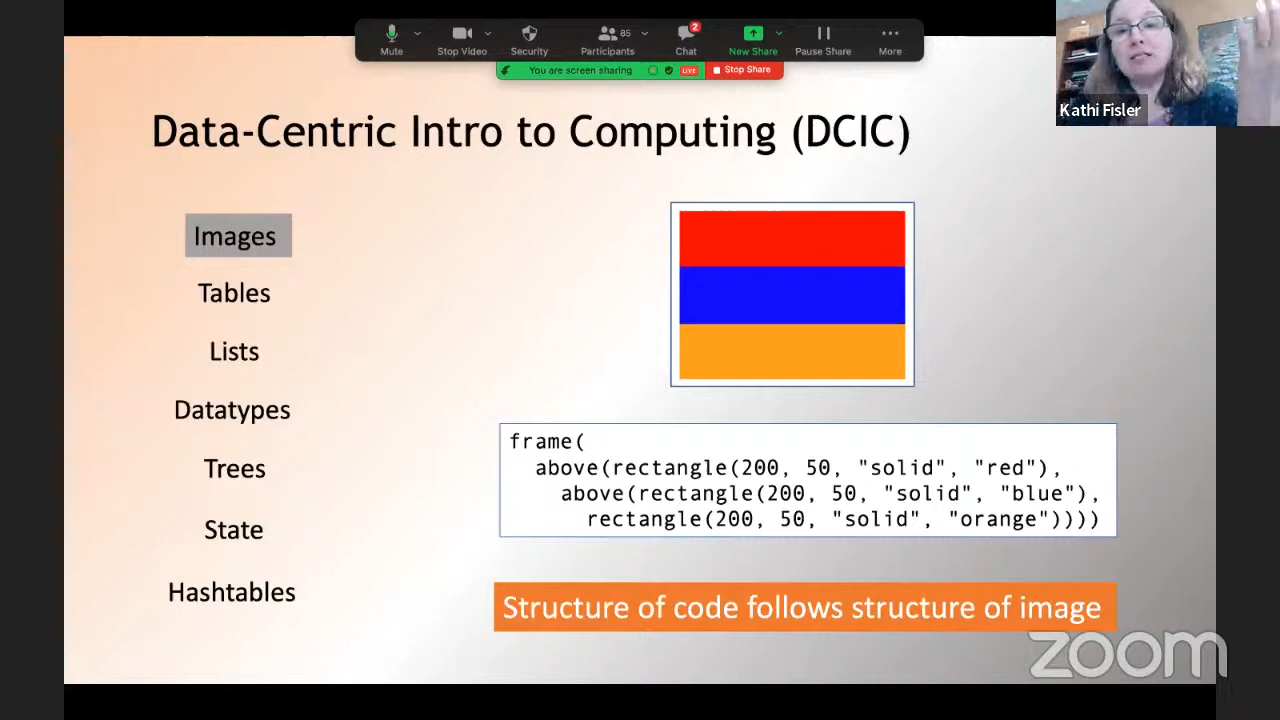 Mute
Stop Video
Security
85
Participants
2
Chat
New Share
Pause Share
More
You are screen sharing
LIVE
Stop Share
Kathi Fisler
Data-Centric Intro to Computing (DCIC)
Images
Tables
Lists
Datatypes
Trees
State
Hashtables
frame(
above(rectangle(200, 50, "solid", "red"),
above(rectangle(200, 50, "solid", "blue"),
rectangle(200, 50, "solid", "orange"))))
Structure of code follows structure of image
zoom